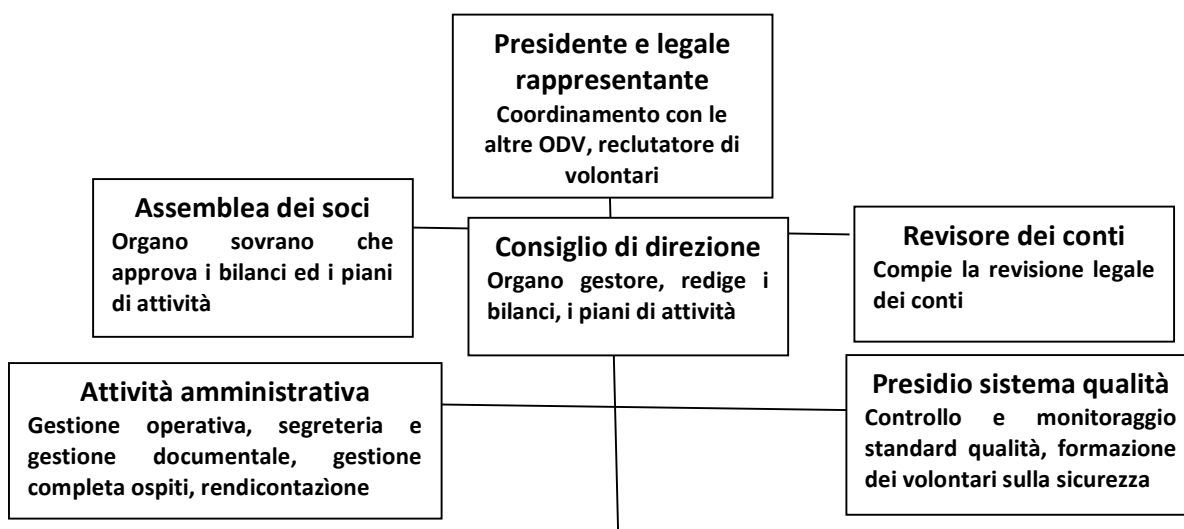 Presidente e legale
rappresentante
Coordinamento con le
altre ODV, reclutatore di
volontari
Assemblea dei soci
Organo sovrano che
approva i bilanci ed i piani
di attività
Consiglio di direzione
Organo gestore, redige i
bilanci, i piani di attività
Revisore dei conti
Compie la revisione legale
dei conti
Attività amministrativa
Gestione operativa, segreteria e
gestione documentale, gestione
completa ospiti, rendicontazìone
Presidio sistema qualità
Controllo e monitoraggio
standard qualità, formazione
dei volontari sulla sicurezza